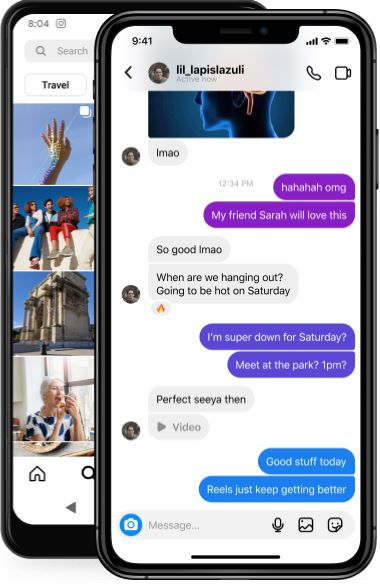 8:04
Search
Travel
9:41
lil_lapislazuli
Active now
lmao
12:34 PM
hahahah omg
My friend Sarah will love this
So good lmao
When are we hanging out?
Going to be hot on Saturday
🔥
I'm super down for Saturday?
Meet at the park? 1pm?
Perfect seeya then
Video
Good stuff today
Reels just keep getting better
Message...